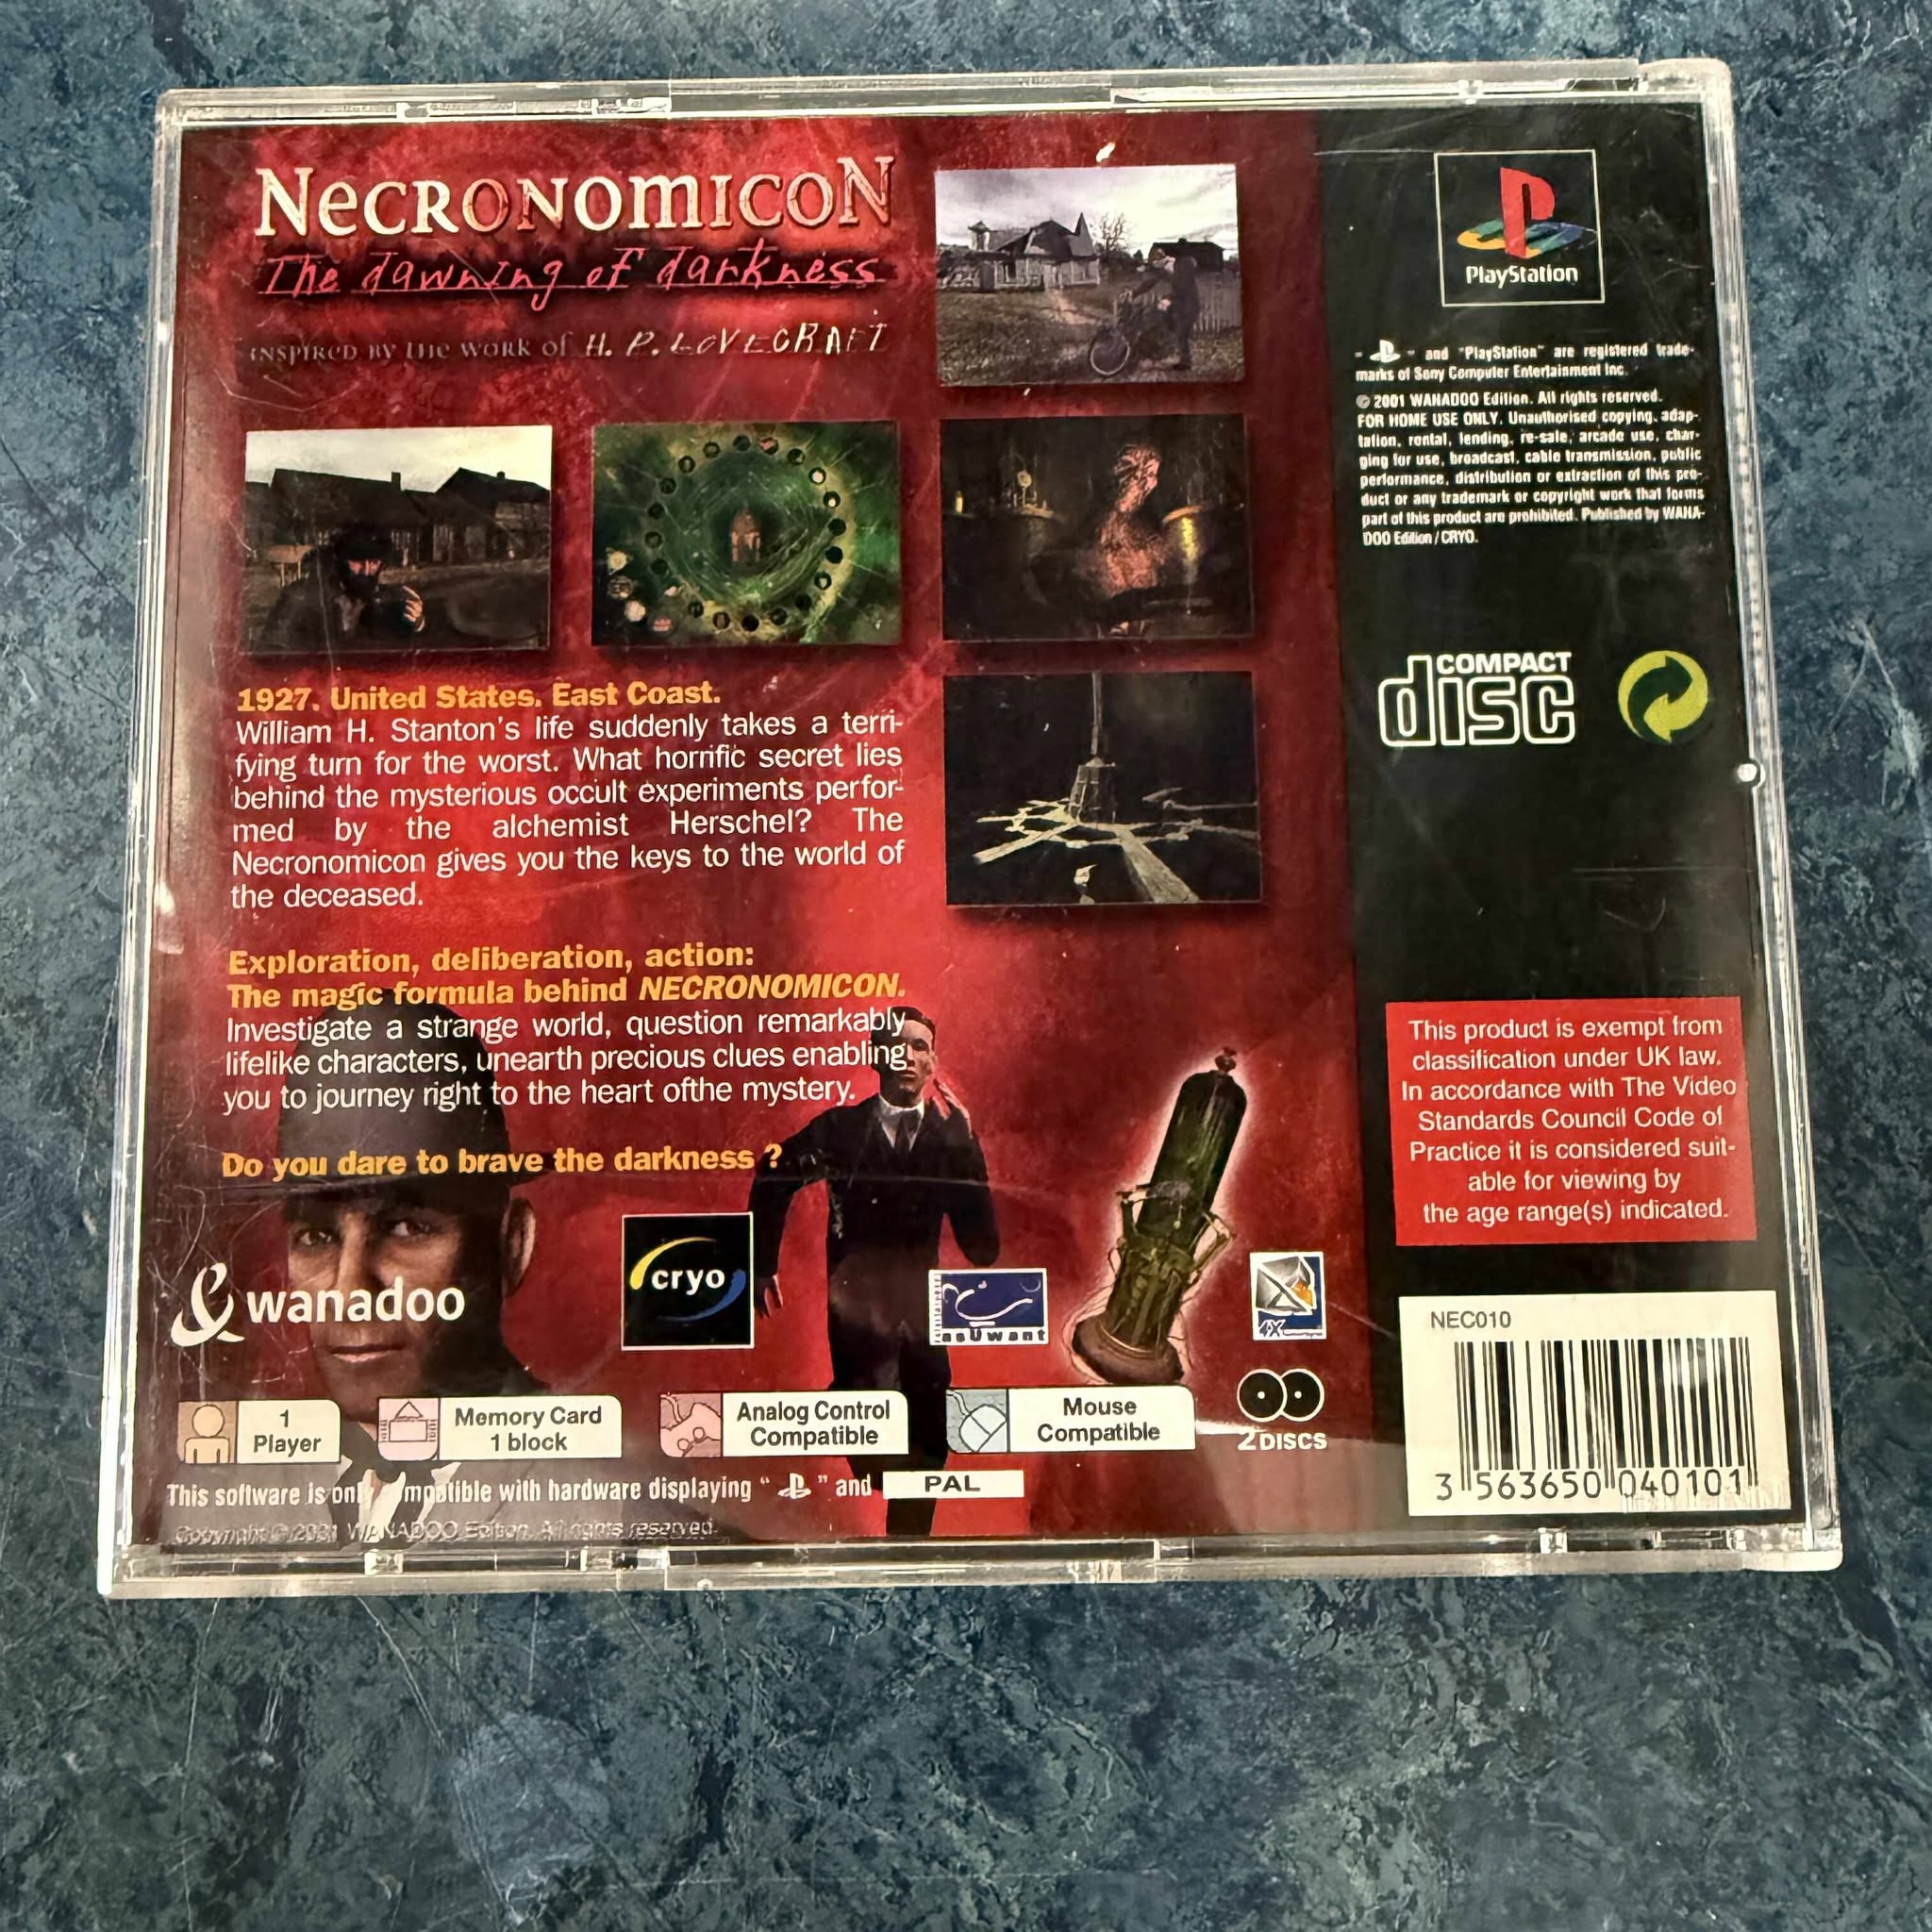 NECRONOMICON
The dawning of darkness
INSPIRED BY THE WORK OF H. P. LOVECRAFT
1927. United States. East Coast.
William H. Stanton's life suddenly takes a terri-
fying turn for the worst. What horrific secret lies
behind the mysterious occult experiments perfor-
med by the alchemist Herschel? The
Necronomicon gives you the keys to the world of
the deceased.
Exploration, deliberation, action:
The magic formula behind NECRONOMICON.
Investigate a strange world, question remarkably
lifelike characters, unearth precious clues enabling
you to journey right to the heart ofthe mystery.
Do you dare to brave the darkness ?
& wanadoo
cryo
asUwant
4X
1
Player
Memory Card
1 block
Analog Control
Compatible
Mouse
Compatible
2 DISCS
This software is only compatible with hardware displaying " " and PAL
Copyright © 2001 WANADOO Edition. All rights reserved.
PlayStation
" " and "PlayStation" are registered trade-
marks of Sony Computer Entertainment Inc.
© 2001 WANADOO Edition. All rights reserved.
FOR HOME USE ONLY. Unauthorised copying, adap-
tation, rental, lending, re-sale, arcade use, char-
ging for use, broadcast, cable transmission, public
performance, distribution or extraction of this pro-
duct or any trademark or copyright work that forms
part of this product are prohibited. Published by WANA-
DOO Edition / CRYO.
COMPACT
disc
This product is exempt from
classification under UK law.
In accordance with The Video
Standards Council Code of
Practice it is considered suit-
able for viewing by
the age range(s) indicated.
NEC010
3 563650 040101